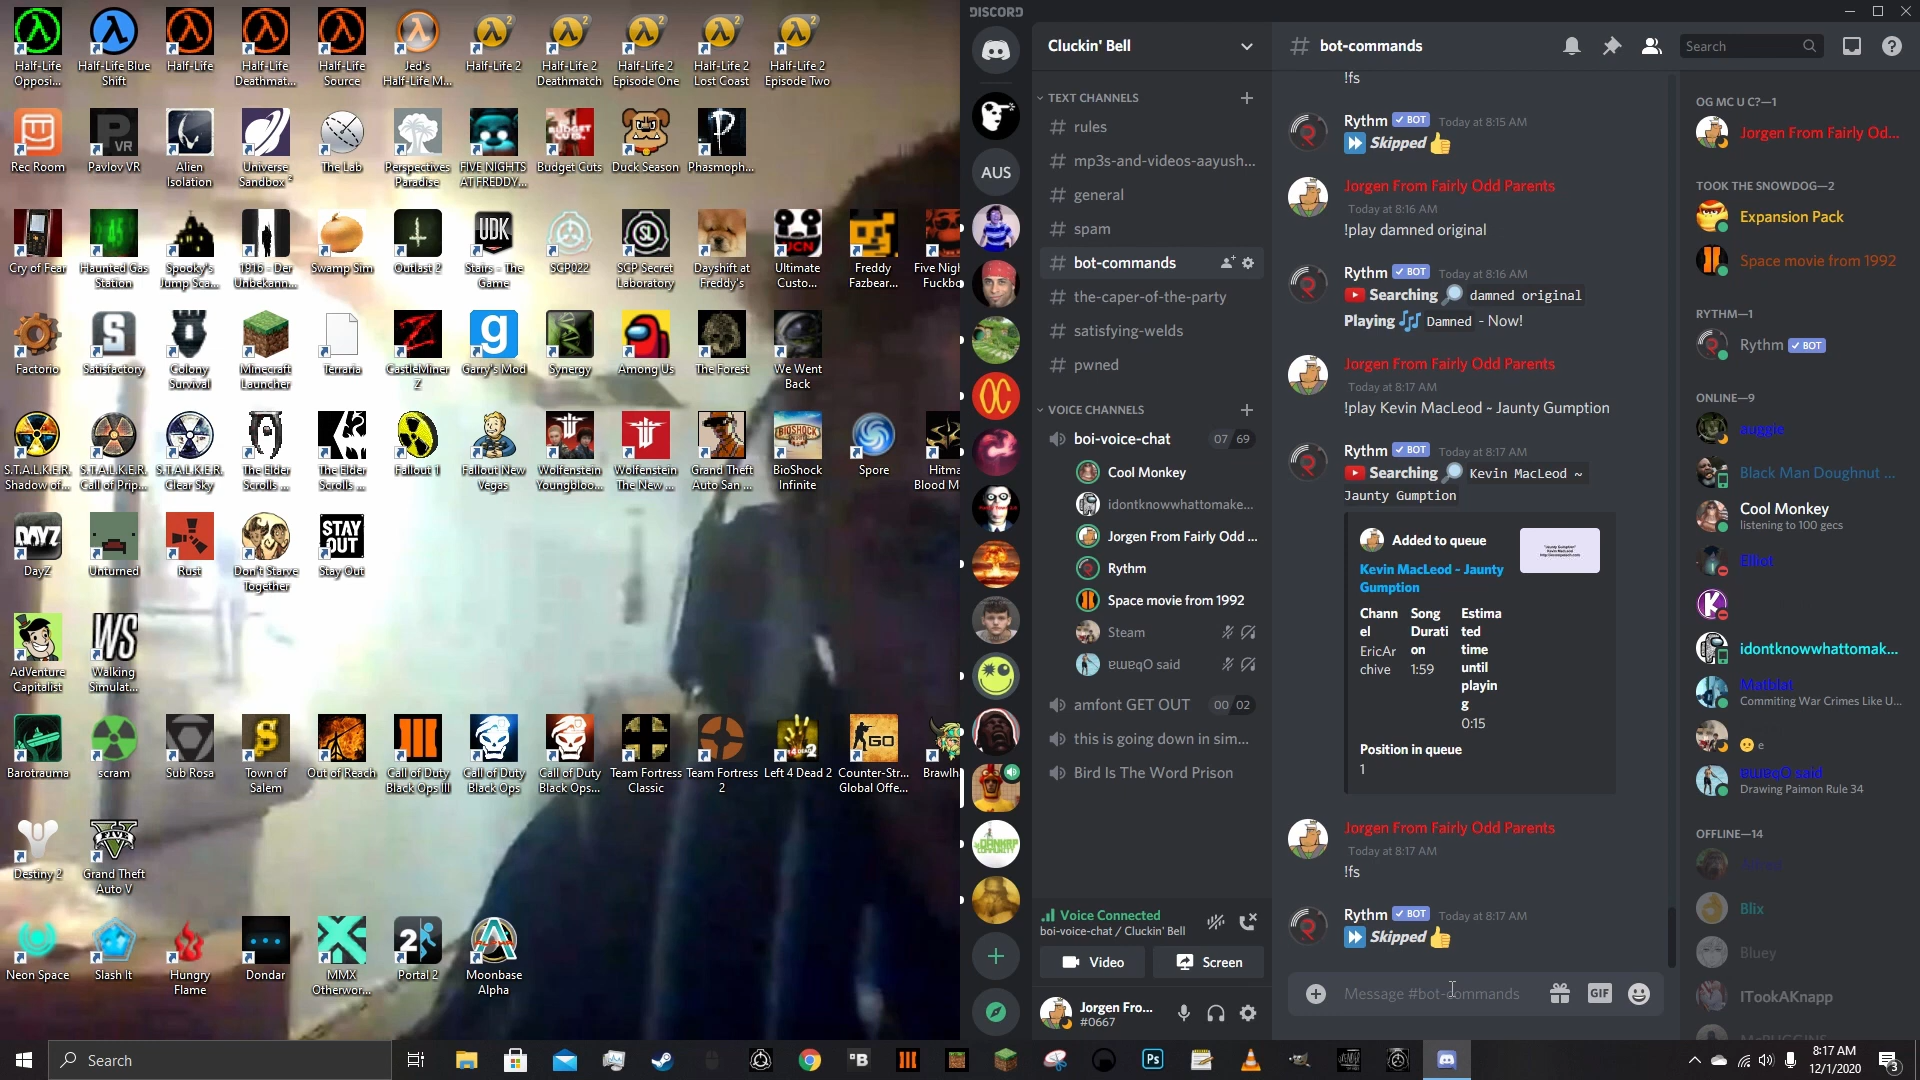 Half-Life Opposi...
Half-Life Blue Shift
Half-Life
Half-Life Deathmat...
Half-Life Source
Jed's Half-Life M...
Half-Life 2
Half-Life 2 Deathmatch
Half-Life 2 Episode One
Half-Life 2 Lost Coast
Half-Life 2 Episode Two
Rec Room
Pavlov VR
Alien Isolation
Universe Sandbox ²
The Lab
Perspectives Paradise
FIVE NIGHTS AT FREDDY...
Budget Cuts
Duck Season
Phasmoph...
Cry of Fear
Haunted Gas Station
Spooky's Jump Sca...
1916 - Der Unbekann...
Swamp Sim
Outlast 2
Stairs - The Game
SCP022
SCP Secret Laboratory
Dayshift at Freddy's
Ultimate Custo...
Freddy Fazbear...
Factorio
Satisfactory
Colony Survival
Minecraft Launcher
Terraria
CastleMiner Z
Garry's Mod
Synergy
Among Us
The Forest
We Went Back
S.T.A.L.K.E.R. Shadow of...
S.T.A.L.K.E.R. Call of Prip...
S.T.A.L.K.E.R. Clear Sky
The Elder Scrolls ...
The Elder Scrolls ...
Fallout 1
Fallout New Vegas
Wolfenstein Youngbloo...
Wolfenstein The New ...
Grand Theft Auto San ...
BioShock Infinite
Spore
Hitma
Blood M
DayZ
Unturned
Rust
Don't Starve Together
Stay Out
AdVenture Capitalist
Walking Simulat...
Barotrauma
scram
Sub Rosa
Town of Salem
Out of Reach
Call of Duty Black Ops III
Call of Duty Black Ops
Call of Duty Black Ops...
Team Fortress Classic
Team Fortress 2
Left 4 Dead 2
Counter-Str... Global Offe...
Brawlh
Destiny 2
Grand Theft Auto V
Neon Space
Slash It
Hungry Flame
Dondar
MMX Otherwor...
Portal 2
Moonbase Alpha
DISCORD
AUS
Cluckin' Bell
TEXT CHANNELS
rules
mp3s-and-videos-aayush...
general
spam
bot-commands
the-caper-of-the-party
satisfying-welds
pwned
VOICE CHANNELS
boi-voice-chat 07 69
Cool Monkey
idontknowwhattomake...
Jorgen From Fairly Odd ...
Rythm
Space movie from 1992
Steam
ɐɯɐqO said
amfont GET OUT 00 02
this is going down in sim...
Bird Is The Word Prison
Voice Connected
boi-voice-chat / Cluckin' Bell
Video
Screen
Jorgen Fro...
#0667
# bot-commands
Search
!fs
Rythm BOT Today at 8:15 AM
Skipped
Jorgen From Fairly Odd Parents
Today at 8:16 AM
!play damned original
Rythm BOT Today at 8:16 AM
Searching damned original
Playing Damned - Now!
Jorgen From Fairly Odd Parents
Today at 8:17 AM
!play Kevin MacLeod ~ Jaunty Gumption
Rythm BOT Today at 8:17 AM
Searching Kevin MacLeod ~
Jaunty Gumption
Added to queue
Kevin MacLeod ~ Jaunty
Gumption
Channel
EricArchive
Song Duration
1:59
Estimated time until playing
0:15
Position in queue
1
Jorgen From Fairly Odd Parents
Today at 8:17 AM
!fs
Rythm BOT Today at 8:17 AM
Skipped
Message #bot-commands
GIF
OG MC U C?—1
Jorgen From Fairly Od...
TOOK THE SNOWDOG—2
Expansion Pack
Space movie from 1992
RYTHM—1
Rythm BOT
ONLINE—9
auggie
Black Man Doughnut ...
Cool Monkey
listening to 100 gecs
Elliot
idontknowwhattomak...
Commiting War Crimes Like U...
e
ɐɯɐqO said
Drawing Paimon Rule 34
OFFLINE—14
Blix
Bluey
ITookAKnapp
Search
8:17 AM
12/1/2020
3